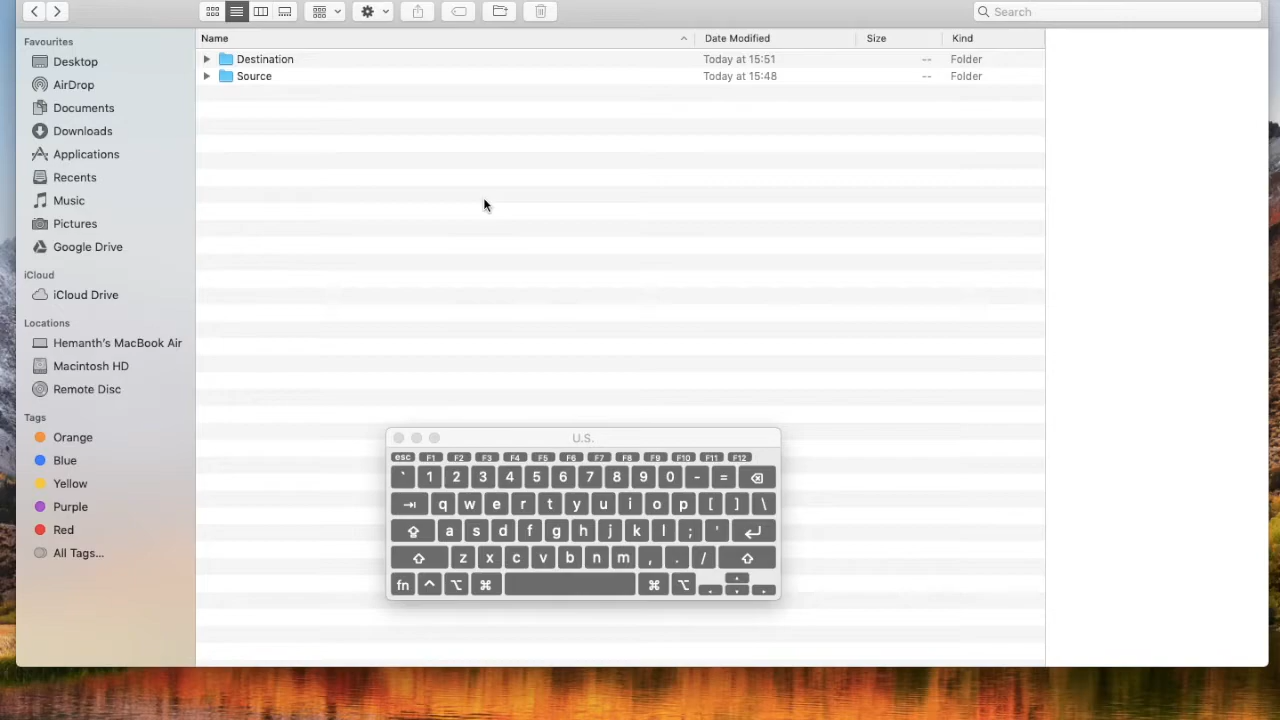 Search
Favourites
Desktop
AirDrop
Documents
Downloads
Applications
Recents
Music
Pictures
Google Drive
iCloud
iCloud Drive
Locations
Hemanth's MacBook Air
Macintosh HD
Remote Disc
Tags
Orange
Blue
Yellow
Purple
Red
All Tags...
Name Date Modified Size Kind
Destination Today at 15:51 -- Folder
Source Today at 15:48 -- Folder
U.S.
esc F1 F2 F3 F4 F5 F6 F7 F8 F9 F10 F11 F12
` 1 2 3 4 5 6 7 8 9 0 - =
q w e r t y u i o p [ ] \
a s d f g h j k l ; '
z x c v b n m , . /
fn ^ ⌥ ⌘ ⌘ ⌥